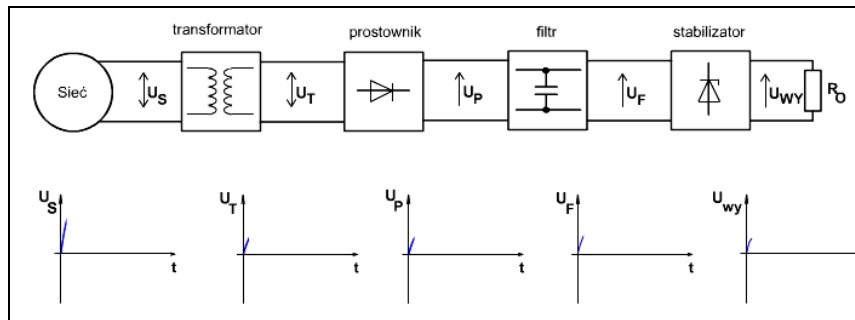 transformator
prostownik
filtr
stabilizator
Sieć
U_S
U_T
U_P
U_F
U_WY
R_O
U_S
t
U_T
t
U_P
t
U_F
t
U_wy